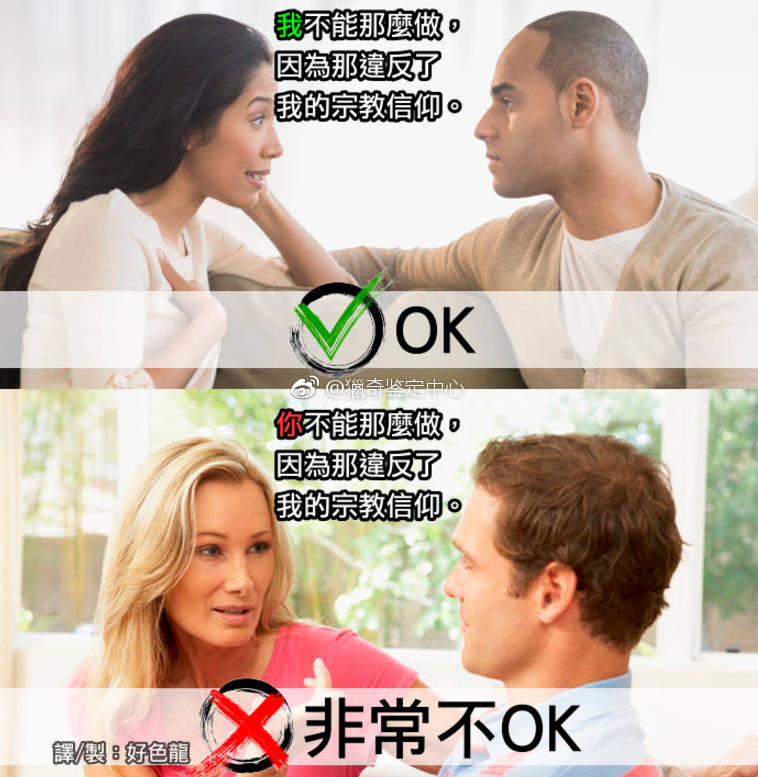 我不能那麼做，
因為那違反了
我的宗教信仰。
OK
@獵奇鉴定中心
你不能那麼做，
因為那違反了
我的宗教信仰。
非常不OK
譯/製：好色龍